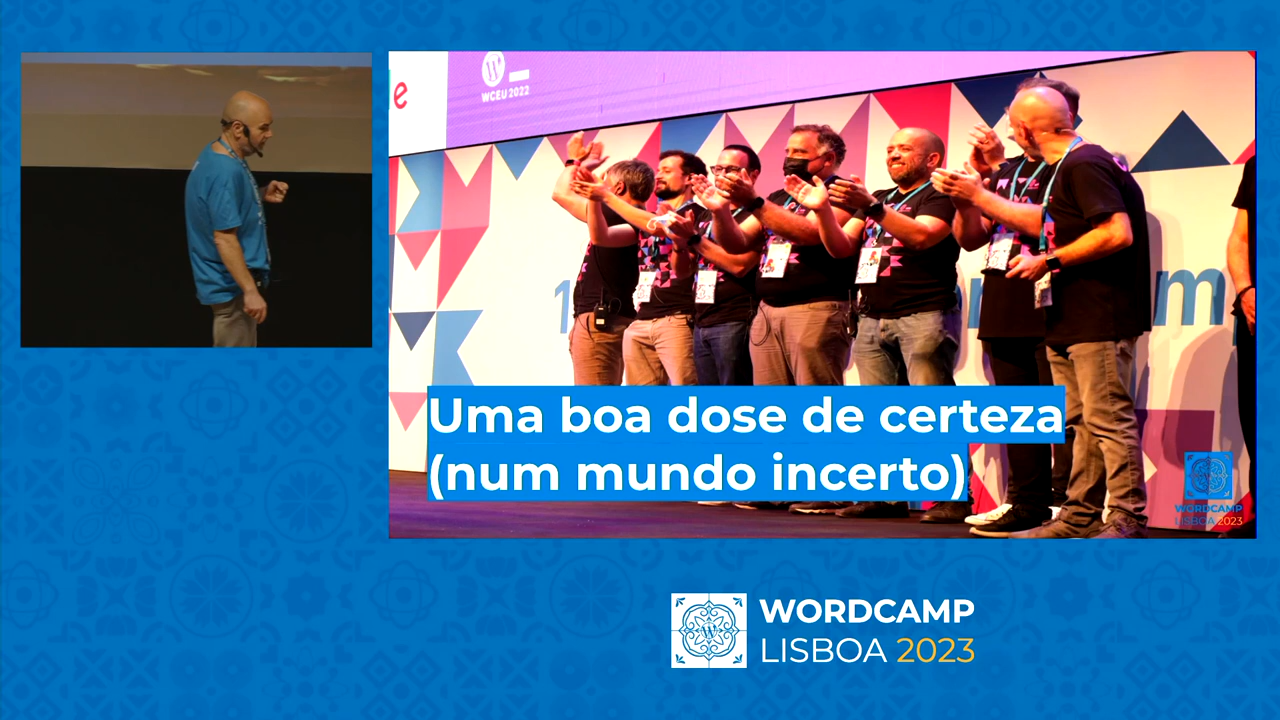 e
WCEU 2022
Uma boa dose de certeza
(num mundo incerto)
WORDCAMP
LISBOA 2023
WORDCAMP
LISBOA 2023